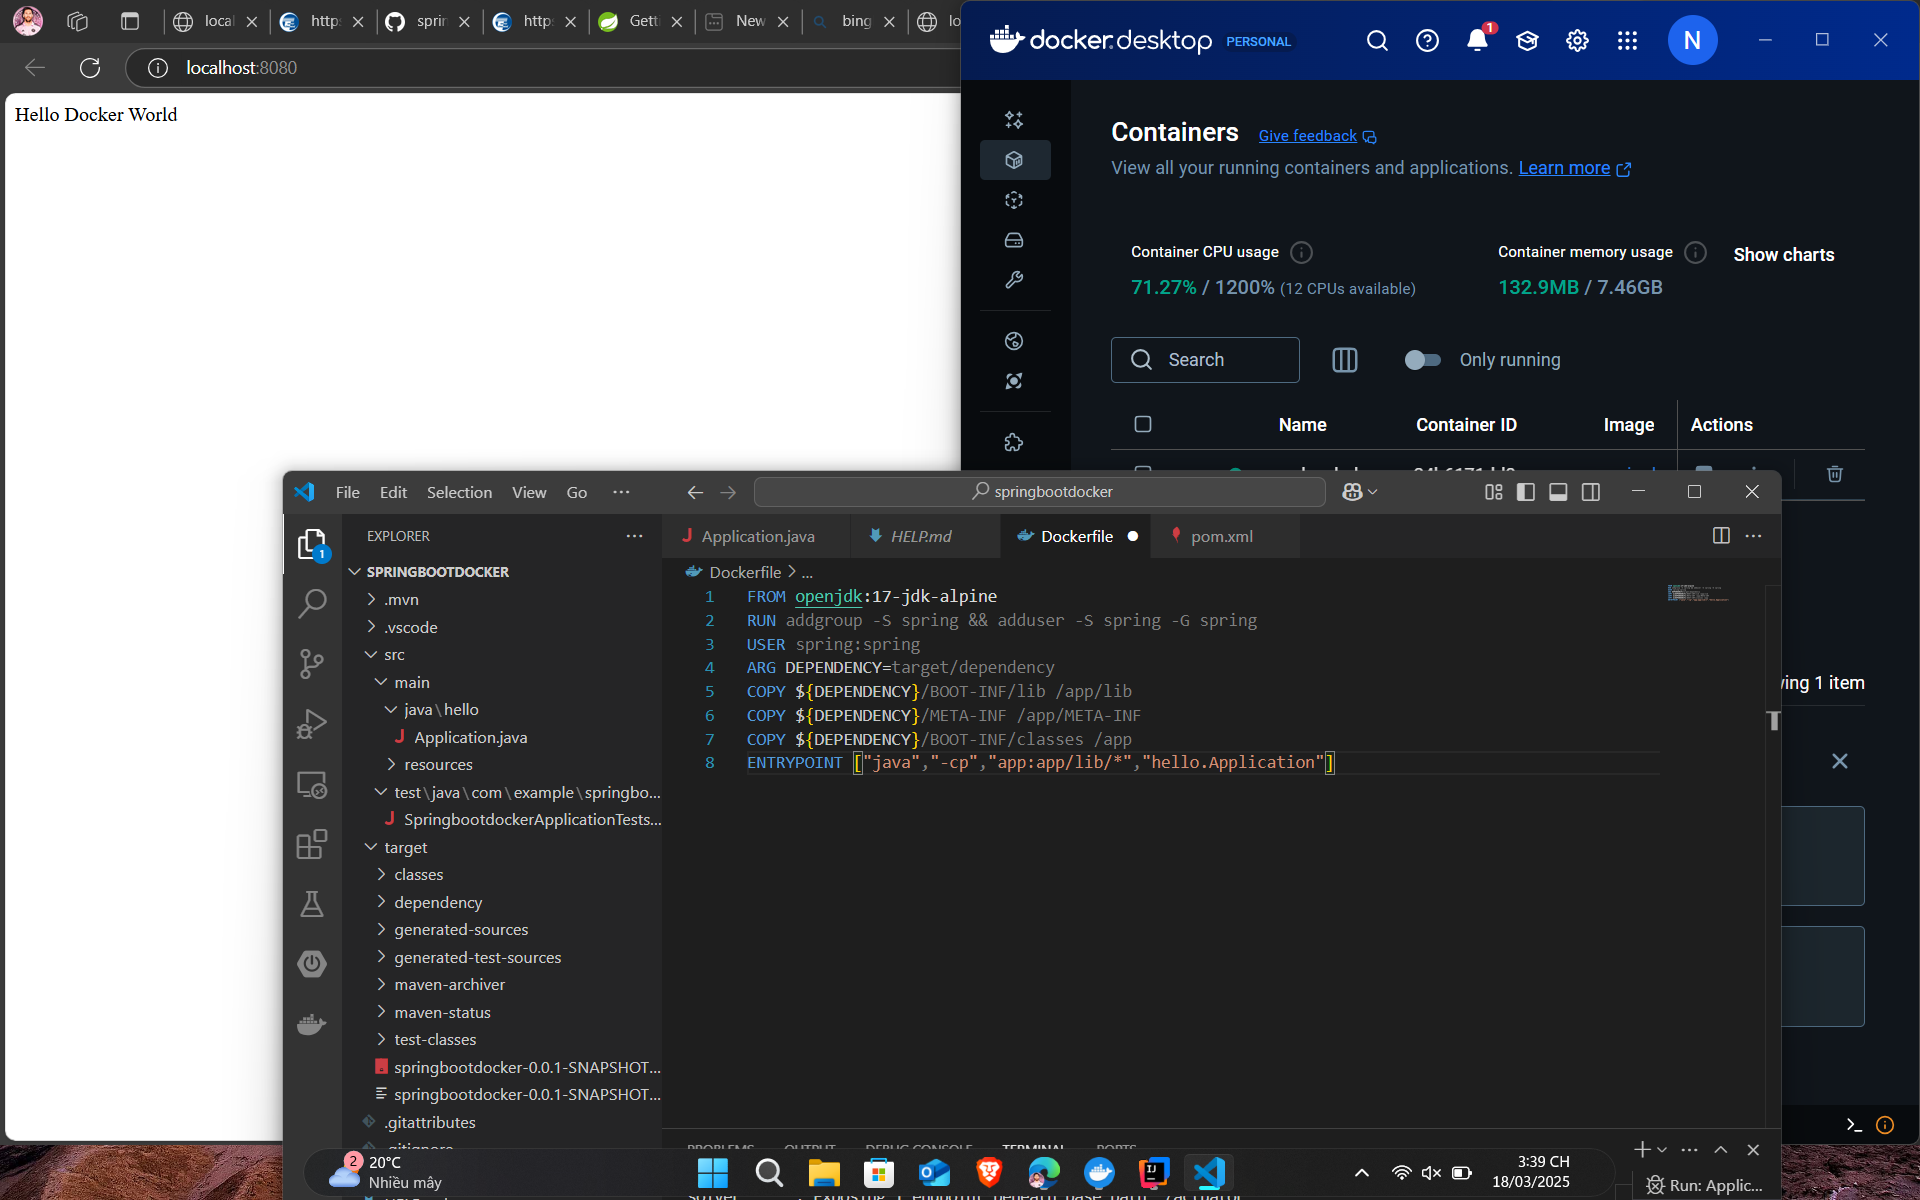 local
http
sprin
http
Getti
New
bing
localhost:8080
Hello Docker World
docker.desktop PERSONAL
1
N
Containers
Give feedback
View all your running containers and applications. Learn more
Container CPU usage
71.27% / 1200% (12 CPUs available)
Container memory usage
132.9MB / 7.46GB
Show charts
Search
Only running
Name
Container ID
Image
Actions
ving 1 item
File
Edit
Selection
View
Go
springbootdocker
EXPLORER
1
SPRINGBOOTDOCKER
.mvn
.vscode
src
main
java\hello
Application.java
resources
test\java\com\example\springbo...
SpringbootdockerApplicationTests...
target
classes
dependency
generated-sources
generated-test-sources
maven-archiver
maven-status
test-classes
springbootdocker-0.0.1-SNAPSHOT...
springbootdocker-0.0.1-SNAPSHOT...
.gitattributes
.gitignore
Application.java
HELP.md
Dockerfile
pom.xml
Dockerfile > ...
1 FROM openjdk:17-jdk-alpine
2 RUN addgroup -S spring && adduser -S spring -G spring
3 USER spring:spring
4 ARG DEPENDENCY=target/dependency
5 COPY ${DEPENDENCY}/BOOT-INF/lib /app/lib
6 COPY ${DEPENDENCY}/META-INF /app/META-INF
7 COPY ${DEPENDENCY}/BOOT-INF/classes /app
8 ENTRYPOINT ["java","-cp","app:app/lib/*","hello.Application"]
PROBLEMS
OUTPUT
DEBUG CONSOLE
TERMINAL
PORTS
Run: Applic...
2
20°C
Nhiều mây
3:39 CH
18/03/2025